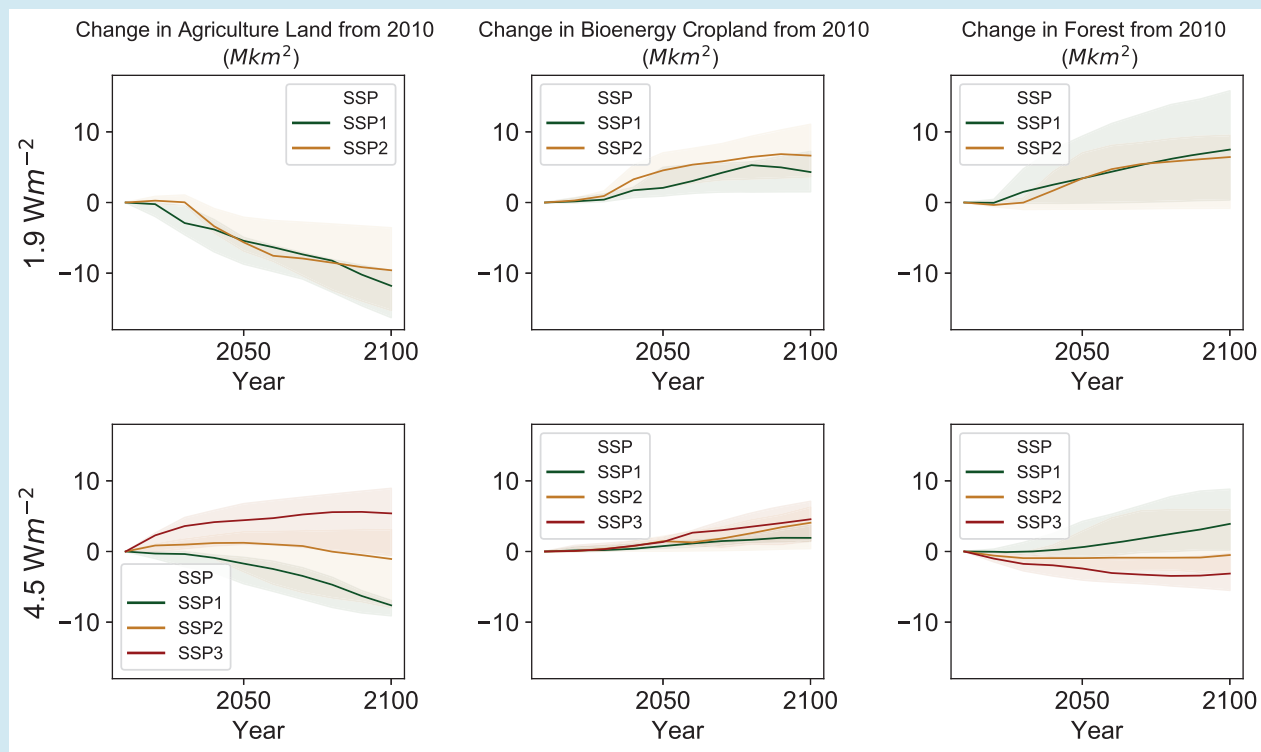 Change in Agriculture Land from 2010
(Mkm²)
Change in Bioenergy Cropland from 2010
(Mkm²)
Change in Forest from 2010
(Mkm²)
1.9 Wm⁻²
10
0
−10
SSP
SSP1
SSP2
2050
2100
Year
10
0
−10
SSP
SSP1
SSP2
2050
2100
Year
10
0
−10
SSP
SSP1
SSP2
2050
2100
Year
4.5 Wm⁻²
10
0
−10
SSP
SSP1
SSP2
SSP3
2050
2100
Year
10
0
−10
SSP
SSP1
SSP2
SSP3
2050
2100
Year
10
0
−10
SSP
SSP1
SSP2
SSP3
2050
2100
Year